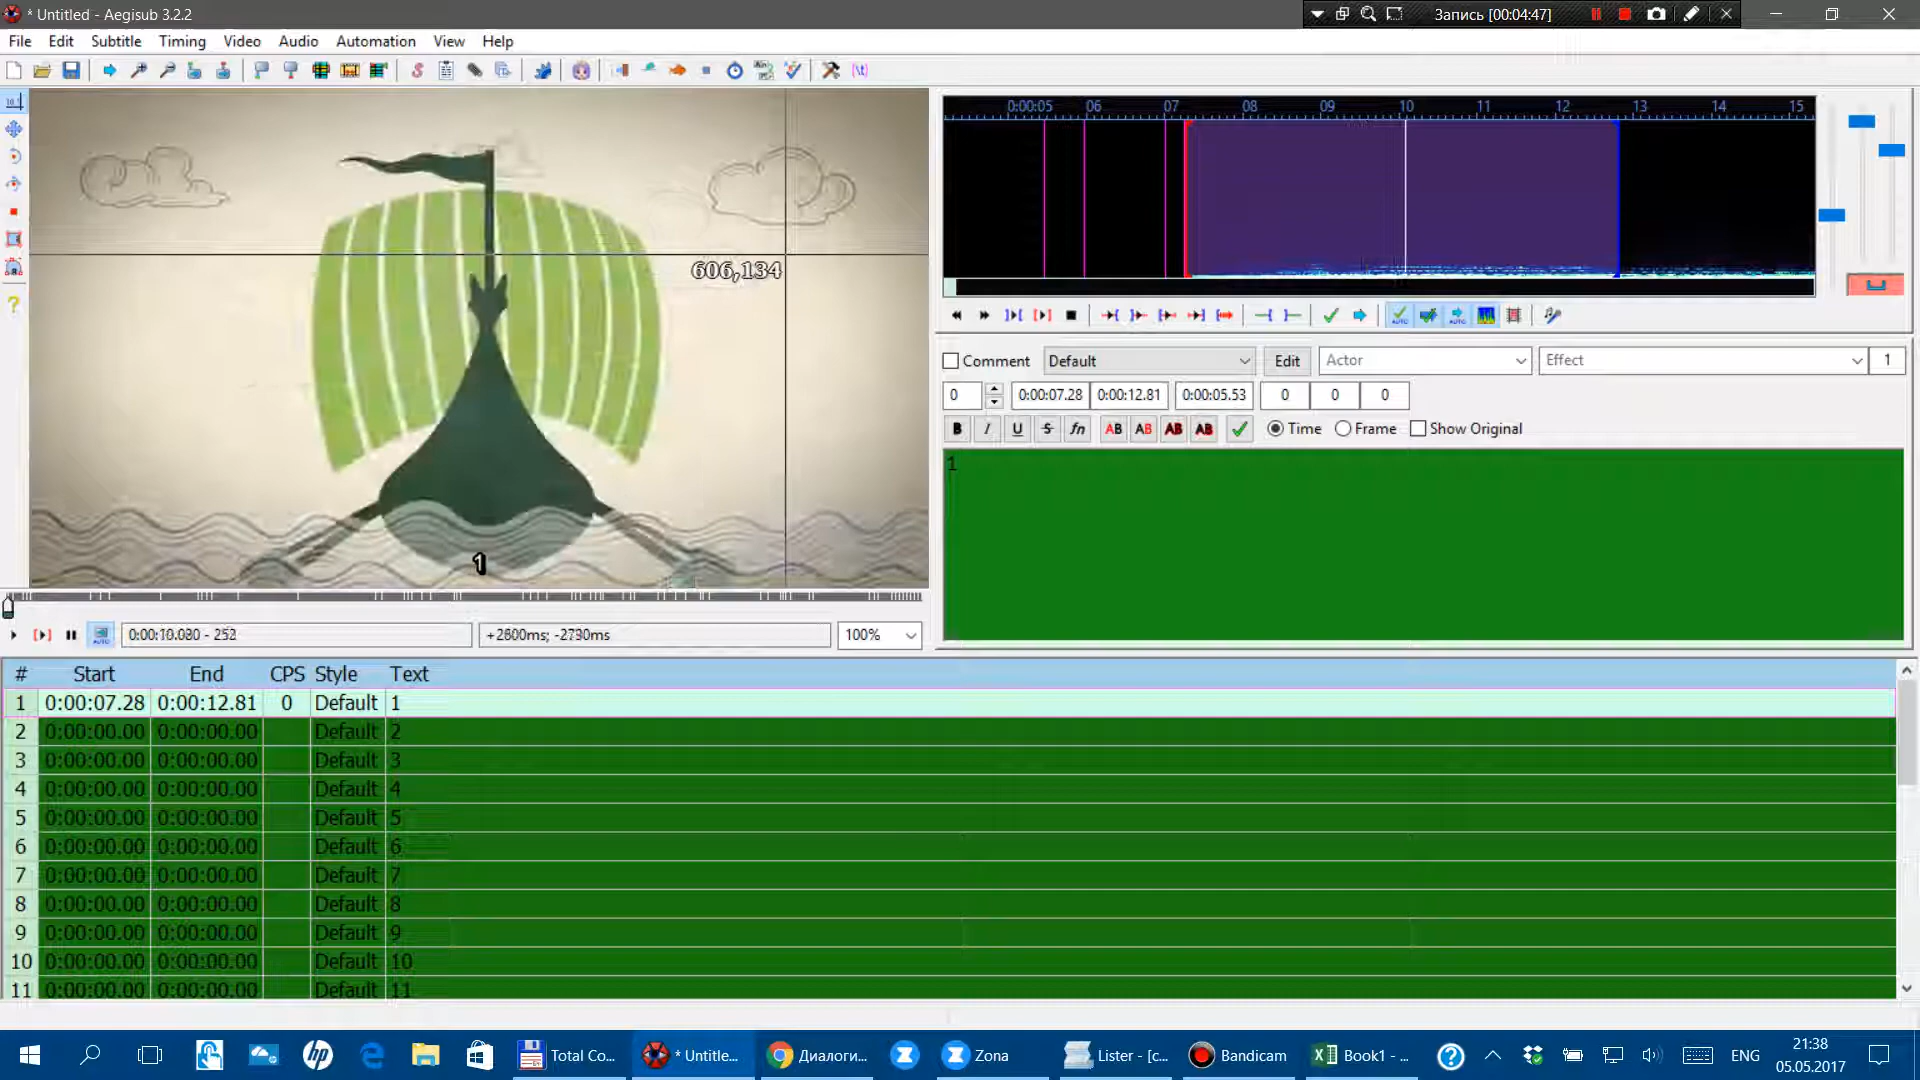 * Untitled - Aegisub 3.2.2
Запись [00:04:47]
File Edit Subtitle Timing Video Audio Automation View Help
0:00:05 06 07 08 09 10 11 12 13 14 15
606,134
1
Comment Default Edit Actor Effect 1
0 0:00:07.28 0:00:12.81 0:00:05.53 0 0 0
B I U S fn AB AB AB AB Time Frame Show Original
1
0:00:10.080 - 252 +2800ms; -2730ms 100%
# Start End CPS Style Text
1 0:00:07.28 0:00:12.81 0 Default 1
2 0:00:00.00 0:00:00.00 Default 2
3 0:00:00.00 0:00:00.00 Default 3
4 0:00:00.00 0:00:00.00 Default 4
5 0:00:00.00 0:00:00.00 Default 5
6 0:00:00.00 0:00:00.00 Default 6
7 0:00:00.00 0:00:00.00 Default 7
8 0:00:00.00 0:00:00.00 Default 8
9 0:00:00.00 0:00:00.00 Default 9
10 0:00:00.00 0:00:00.00 Default 10
11 0:00:00.00 0:00:00.00 Default 11
Total Co... * Untitle... Диалоги... Zona Lister - [c... Bandicam Book1 - ... ENG 21:38
05.05.2017